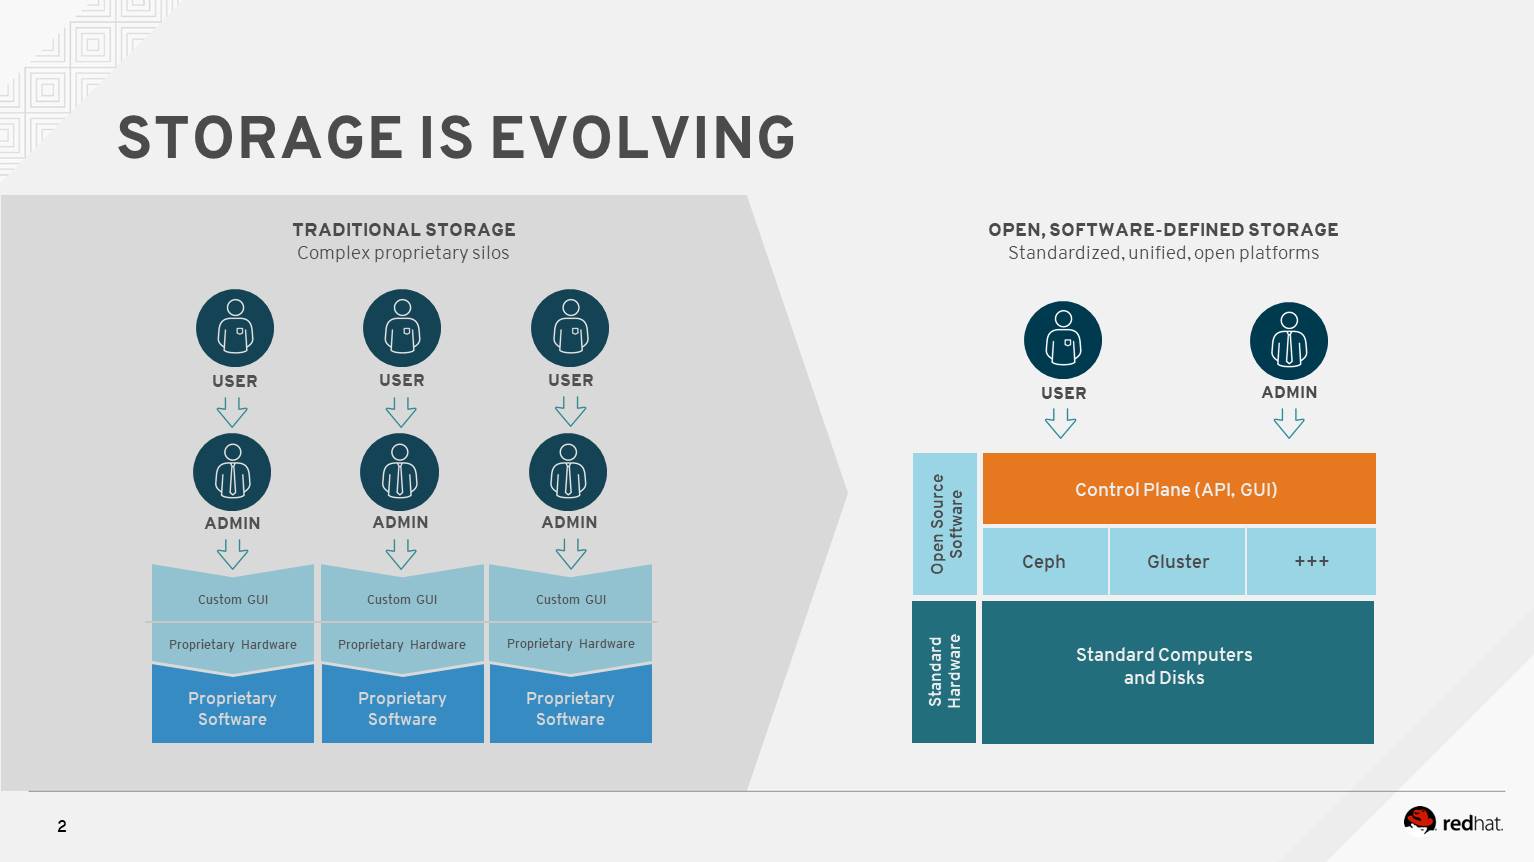 STORAGE IS EVOLVING
TRADITIONAL STORAGE
Complex proprietary silos
USER
USER
USER
ADMIN
ADMIN
ADMIN
Custom GUI
Custom GUI
Custom GUI
Proprietary Hardware
Proprietary Hardware
Proprietary Hardware
Proprietary
Software
Proprietary
Software
Proprietary
Software
OPEN, SOFTWARE-DEFINED STORAGE
Standardized, unified, open platforms
USER
ADMIN
Open Source
Software
Control Plane (API, GUI)
Ceph
Gluster
+++
Standard
Hardware
Standard Computers
and Disks
2
redhat.